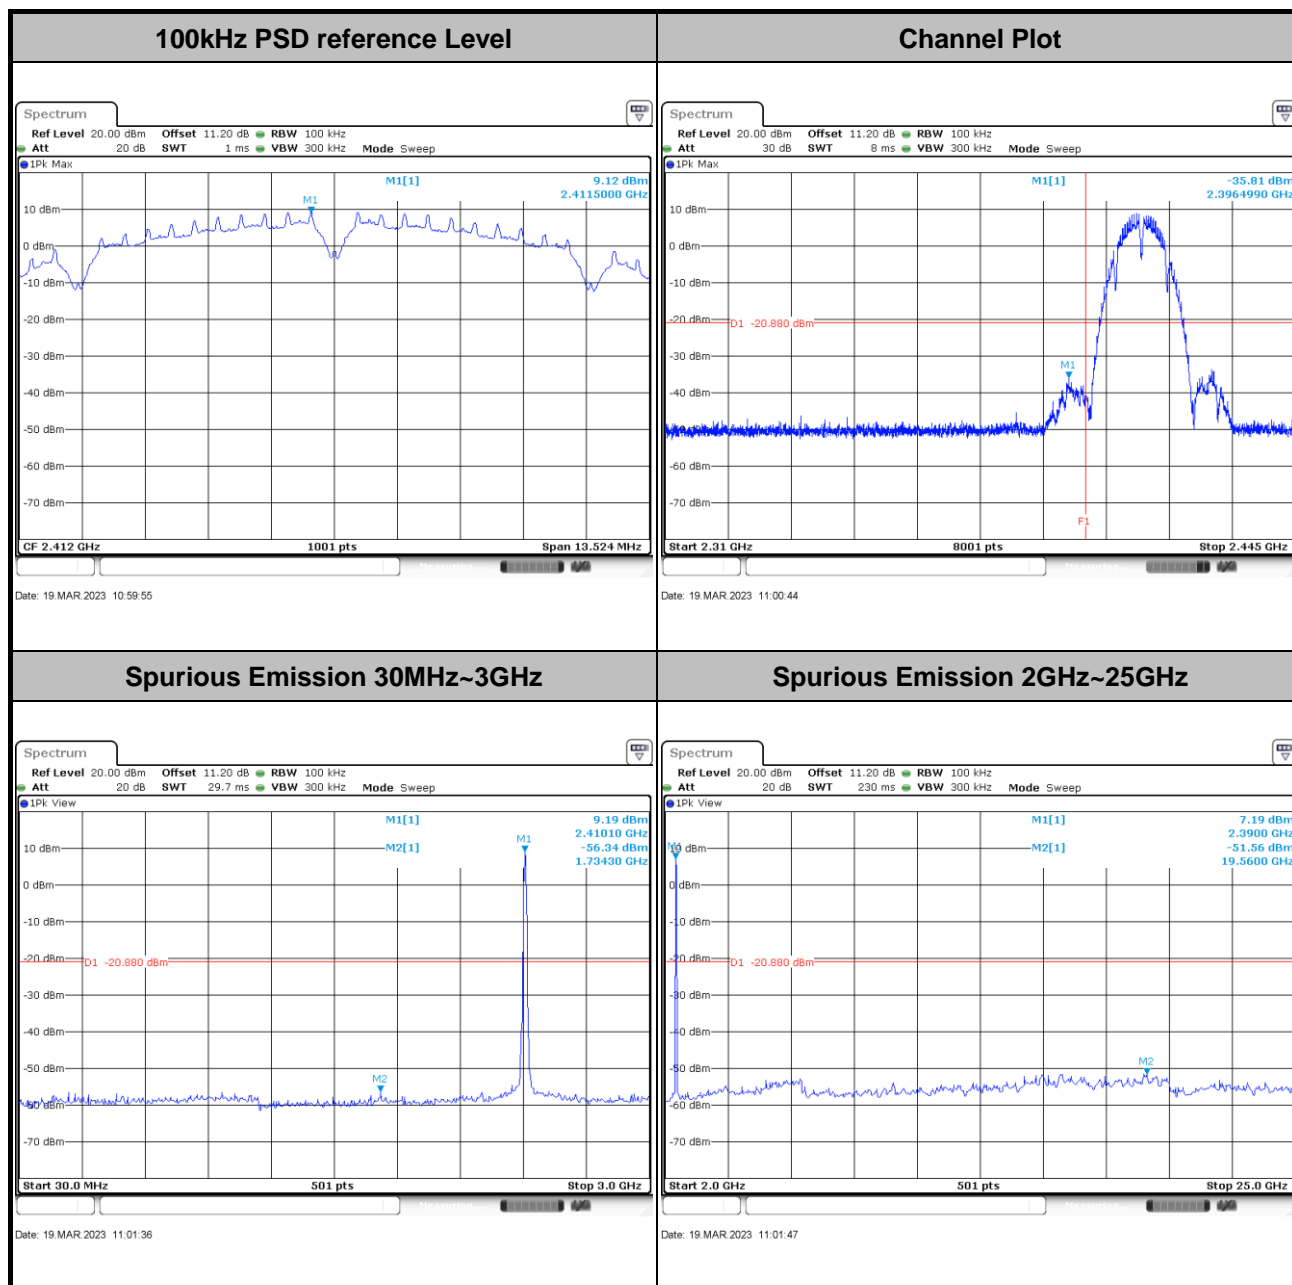 100kHz PSD reference Level
Spectrum
Ref Level 20.00 dBm Offset 11.20 dB RBW 100 kHz
Att 20 dB SWT 1 ms VBW 300 kHz Mode Sweep
1Pk Max
M1[1] 9.12 dBm
2.4115000 GHz
M1
10 dBm
0 dBm
-10 dBm
-20 dBm
-30 dBm
-40 dBm
-50 dBm
-60 dBm
-70 dBm
CF 2.412 GHz 1001 pts Span 13.524 MHz
Measuring...
Date: 19.MAR.2023 10:59:55
Channel Plot
Spectrum
Ref Level 20.00 dBm Offset 11.20 dB RBW 100 kHz
Att 30 dB SWT 8 ms VBW 300 kHz Mode Sweep
1Pk Max
M1[1] -35.81 dBm
2.3964990 GHz
10 dBm
0 dBm
-10 dBm
-20 dBm
D1 -20.880 dBm
-30 dBm
M1
-40 dBm
-50 dBm
-60 dBm
-70 dBm
F1
Start 2.31 GHz 8001 pts Stop 2.445 GHz
Measuring...
Date: 19.MAR.2023 11:00:44
Spurious Emission 30MHz~3GHz
Spectrum
Ref Level 20.00 dBm Offset 11.20 dB RBW 100 kHz
Att 20 dB SWT 29.7 ms VBW 300 kHz Mode Sweep
1Pk View
M1[1] 9.19 dBm
2.41010 GHz
M1
M2[1] -56.34 dBm
1.73430 GHz
10 dBm
0 dBm
-10 dBm
-20 dBm
D1 -20.880 dBm
-30 dBm
-40 dBm
-50 dBm
M2
-60 dBm
-70 dBm
Start 30.0 MHz 501 pts Stop 3.0 GHz
Measuring...
Date: 19.MAR.2023 11:01:36
Spurious Emission 2GHz~25GHz
Spectrum
Ref Level 20.00 dBm Offset 11.20 dB RBW 100 kHz
Att 20 dB SWT 230 ms VBW 300 kHz Mode Sweep
1Pk View
M1[1] 7.19 dBm
2.3900 GHz
M1
M2[1] -51.56 dBm
19.5600 GHz
10 dBm
0 dBm
-10 dBm
-20 dBm
D1 -20.880 dBm
-30 dBm
-40 dBm
-50 dBm
M2
-60 dBm
-70 dBm
Start 2.0 GHz 501 pts Stop 25.0 GHz
Measuring...
Date: 19.MAR.2023 11:01:47